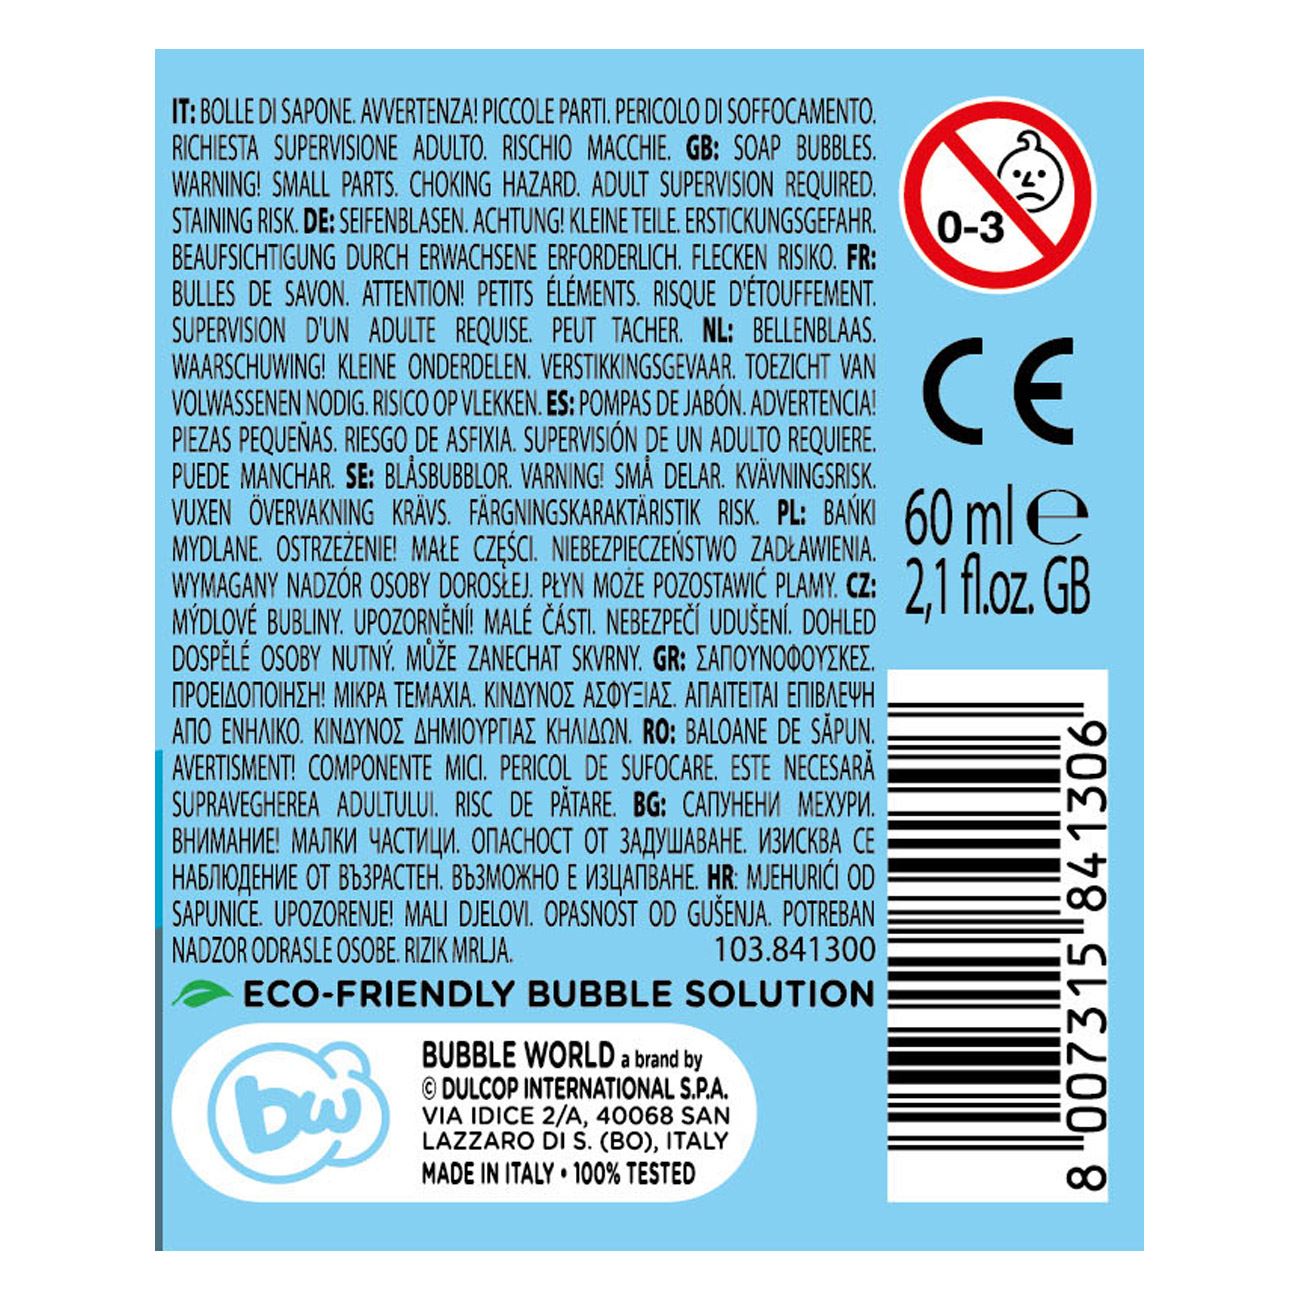 IT: BOLLE DI SAPONE. AVVERTENZA! PICCOLE PARTI. PERICOLO DI SOFFOCAMENTO.
RICHIESTA SUPERVISIONE ADULTO. RISCHIO MACCHIE. GB: SOAP BUBBLES.
WARNING! SMALL PARTS. CHOKING HAZARD. ADULT SUPERVISION REQUIRED.
STAINING RISK. DE: SEIFENBLASEN. ACHTUNG! KLEINE TEILE. ERSTICKUNGSGEFAHR.
BEAUFSICHTIGUNG DURCH ERWACHSENE ERFORDERLICH. FLECKEN RISIKO. FR:
BULLES DE SAVON. ATTENTION! PETITS ÉLÉMENTS. RISQUE D'ÉTOUFFEMENT.
SUPERVISION D'UN ADULTE REQUISE. PEUT TACHER. NL: BELLENBLAAS.
WAARSCHUWING! KLEINE ONDERDELEN. VERSTIKKINGSGEVAAR. TOEZICHT VAN
VOLWASSENEN NODIG. RISICO OP VLEKKEN. ES: POMPAS DE JABÓN. ADVERTENCIA!
PIEZAS PEQUEÑAS. RIESGO DE ASFIXIA. SUPERVISIÓN DE UN ADULTO REQUIERE.
PUEDE MANCHAR. SE: BLÅSBUBBLOR. VARNING! SMÅ DELAR. KVÄVNINGSRISK.
VUXEN ÖVERVAKNING KRÄVS. FÄRGNINGSKARAKTÄRISTIK RISK. PL: BAŃKI
MYDLANE. OSTRZEŻENIE! MAŁE CZĘŚCI. NIEBEZPIECZEŃSTWO ZADŁAWIENIA.
WYMAGANY NADZÓR OSOBY DOROSŁEJ. PŁYN MOŻE POZOSTAWIĆ PLAMY. CZ:
MÝDLOVÉ BUBLINY. UPOZORNĚNÍ! MALÉ ČÁSTI. NEBEZPEČÍ UDUŠENÍ. DOHLED
DOSPĚLÉ OSOBY NUTNÝ. MŮŽE ZANECHAT SKVRNY. GR: ΣΑΠΟΥΝΟΦΟΥΣΚΕΣ.
ΠΡΟΕΙΔΟΠΟΙΗΣΗ! ΜΙΚΡΑ ΤΕΜΑΧΙΑ. ΚΙΝΔΥΝΟΣ ΑΣΦΥΞΙΑΣ. ΑΠΑΙΤΕΙΤΑΙ ΕΠΙΒΛΕΨΗ
ΑΠΟ ΕΝΗΛΙΚΟ. ΚΙΝΔΥΝΟΣ ΔΗΜΙΟΥΡΓΙΑΣ ΚΗΛΙΔΩΝ. RO: BALOANE DE SĂPUN.
AVERTISMENT! COMPONENTE MICI. PERICOL DE SUFOCARE. ESTE NECESARĂ
SUPRAVEGHEREA ADULTULUI. RISC DE PĂTARE. BG: САПУНЕНИ МЕХУРИ.
ВНИМАНИЕ! МАЛКИ ЧАСТИЦИ. ОПАСНОСТ ОТ ЗАДУШАВАНЕ. ИЗИСКВА СЕ
НАБЛЮДЕНИЕ ОТ ВЪЗРАСТЕН. ВЪЗМОЖНО Е ИЗЦАПВАНЕ. HR: MJEHURIĆI OD
SAPUNICE. UPOZORENJE! MALI DJELOVI. OPASNOST OD GUŠENJA. POTREBAN
NADZOR ODRASLE OSOBE. RIZIK MRLJA. 103.841300
ECO-FRIENDLY BUBBLE SOLUTION
bw
BUBBLE WORLD a brand by
© DULCOP INTERNATIONAL S.P.A.
VIA IDICE 2/A, 40068 SAN
LAZZARO DI S. (BO), ITALY
MADE IN ITALY • 100% TESTED
0-3
CE
60 ml ℮
2,1 fl.oz. GB
8 007315 841306